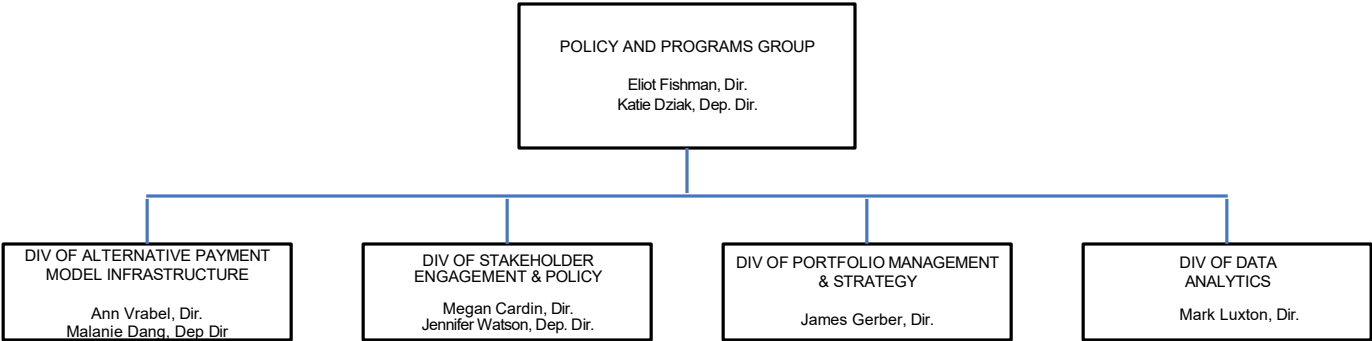 POLICY AND PROGRAMS GROUP
Eliot Fishman, Dir.
Katie Dziak, Dep. Dir.
DIV OF ALTERNATIVE PAYMENT
MODEL INFRASTRUCTURE
Ann Vrabel, Dir.
Malanie Dang, Dep Dir
DIV OF STAKEHOLDER
ENGAGEMENT & POLICY
Megan Cardin, Dir.
Jennifer Watson, Dep. Dir.
DIV OF PORTFOLIO MANAGEMENT
& STRATEGY
James Gerber, Dir.
DIV OF DATA
ANALYTICS
Mark Luxton, Dir.